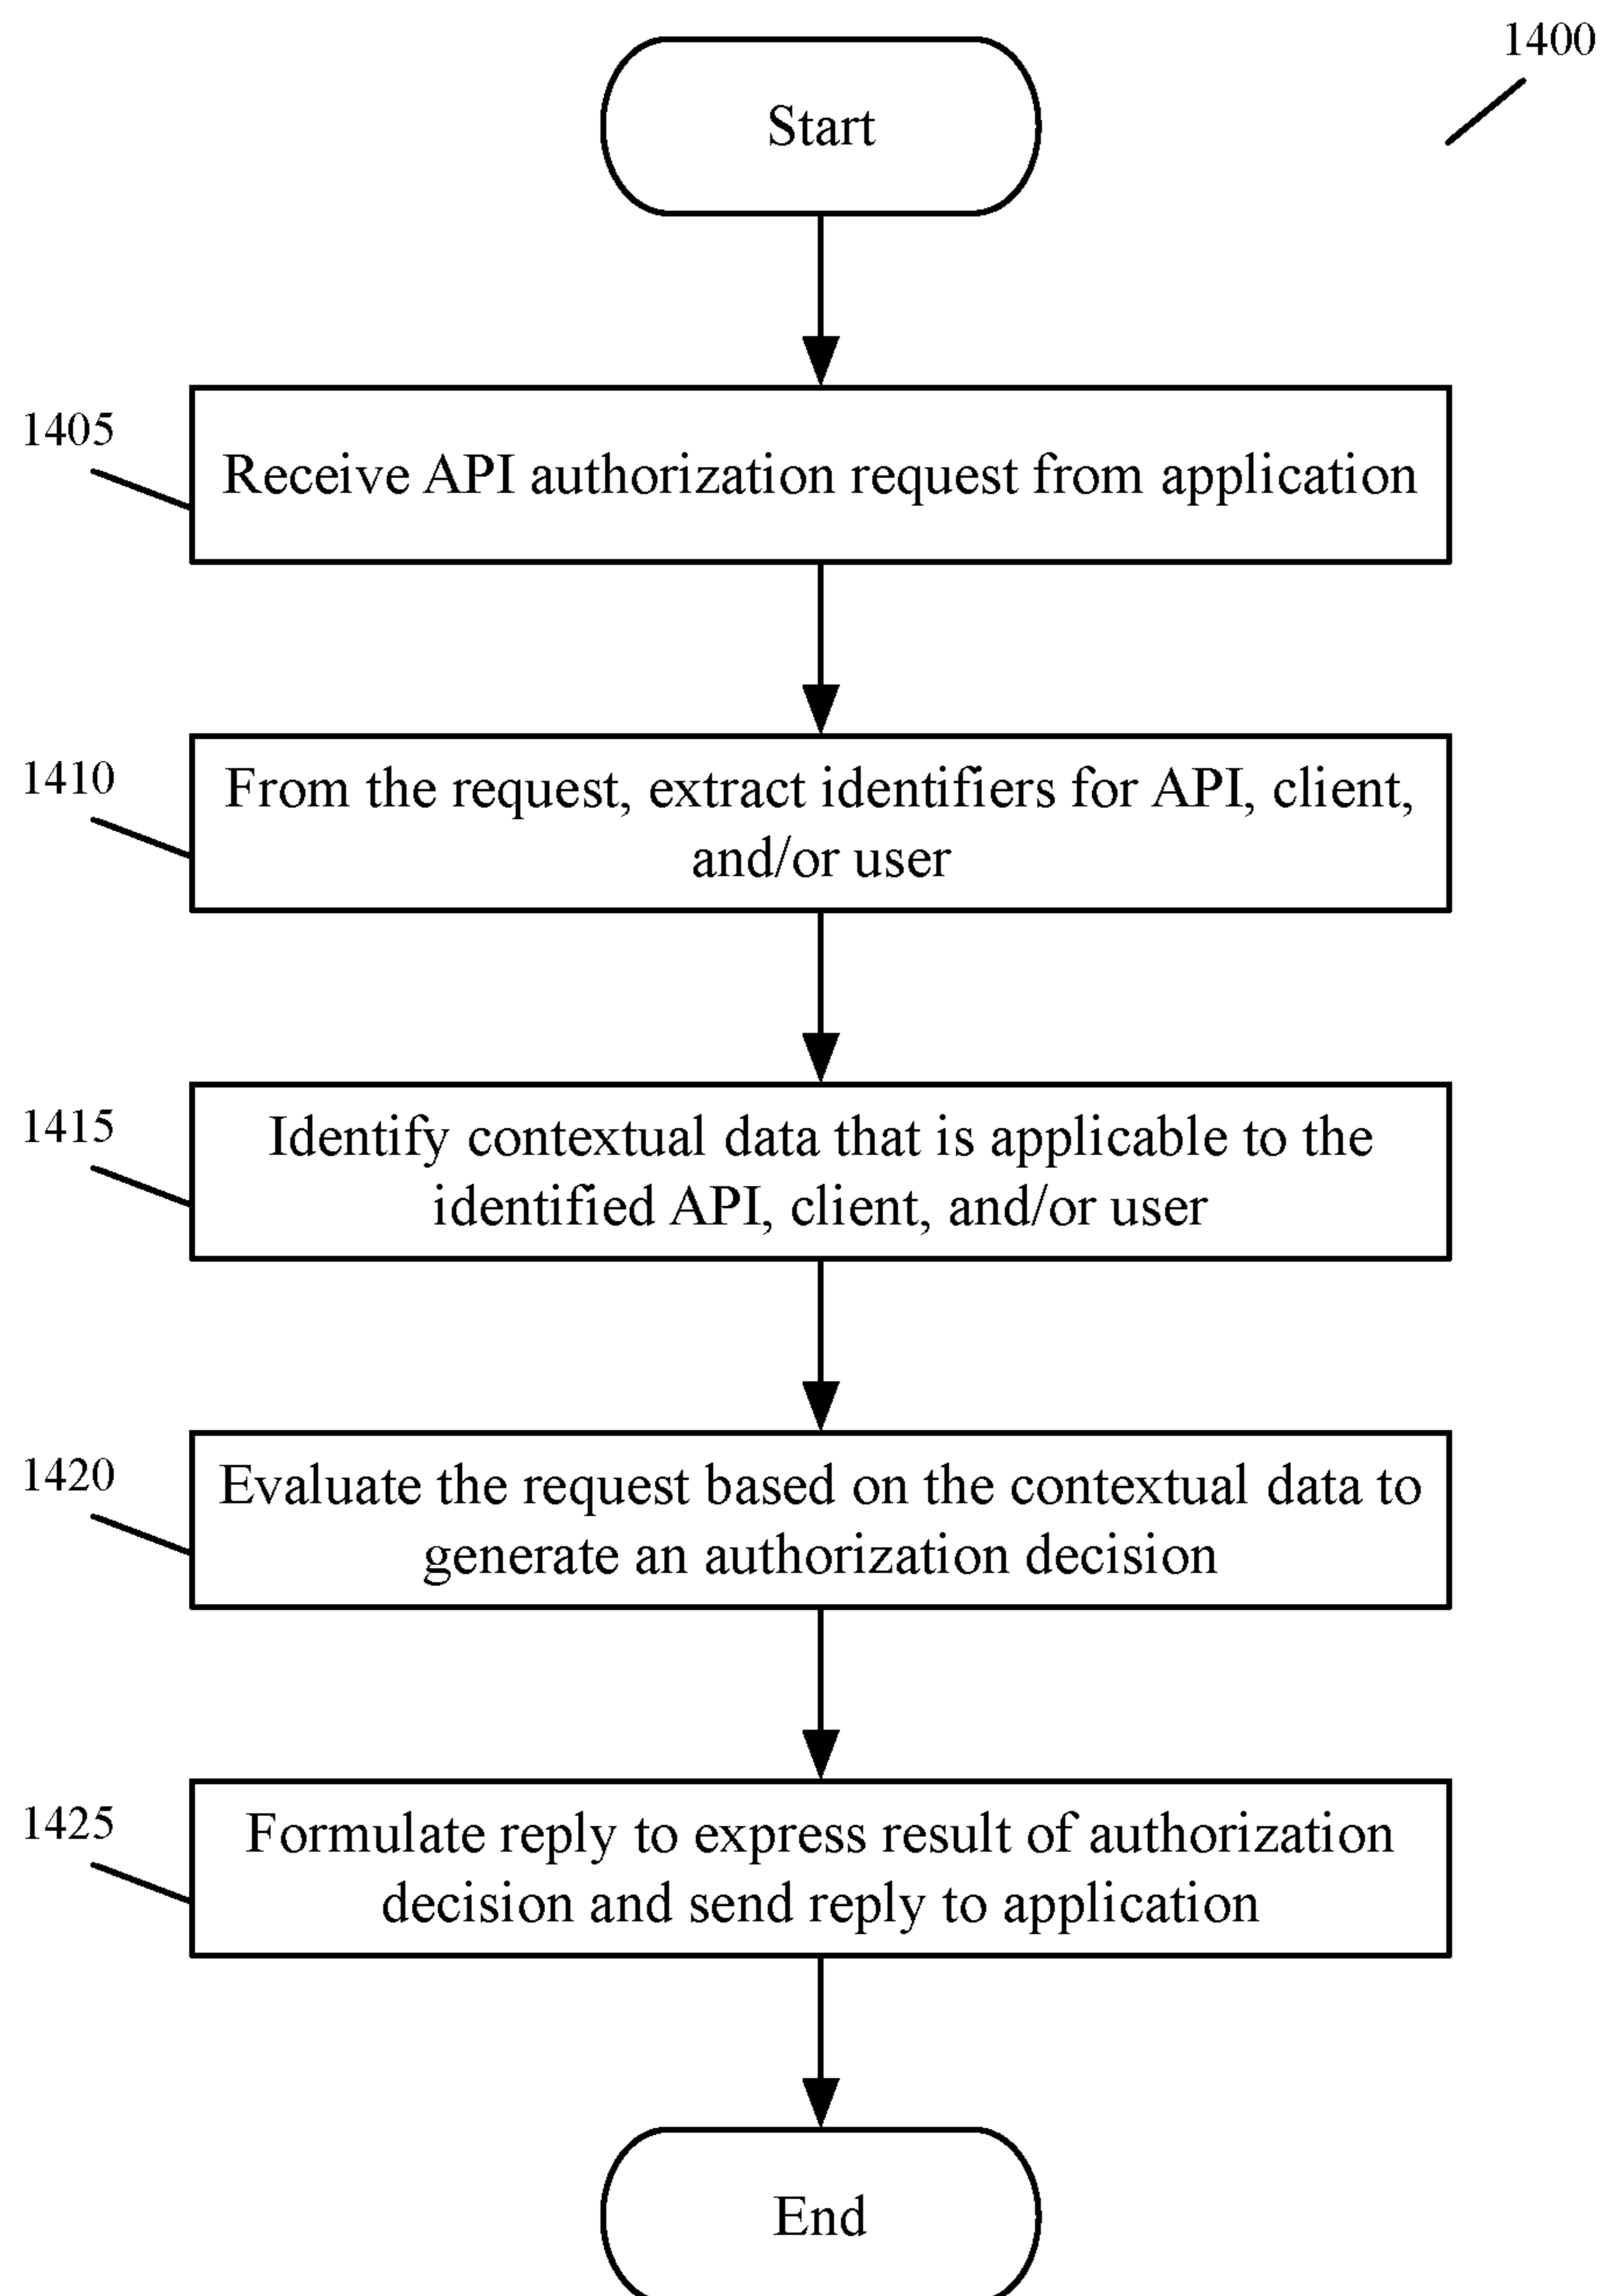 1400
Start
1405
Receive API authorization request from application
1410
From the request, extract identifiers for API, client,
and/or user
1415
Identify contextual data that is applicable to the
identified API, client, and/or user
1420
Evaluate the request based on the contextual data to
generate an authorization decision
1425
Formulate reply to express result of authorization
decision and send reply to application
End